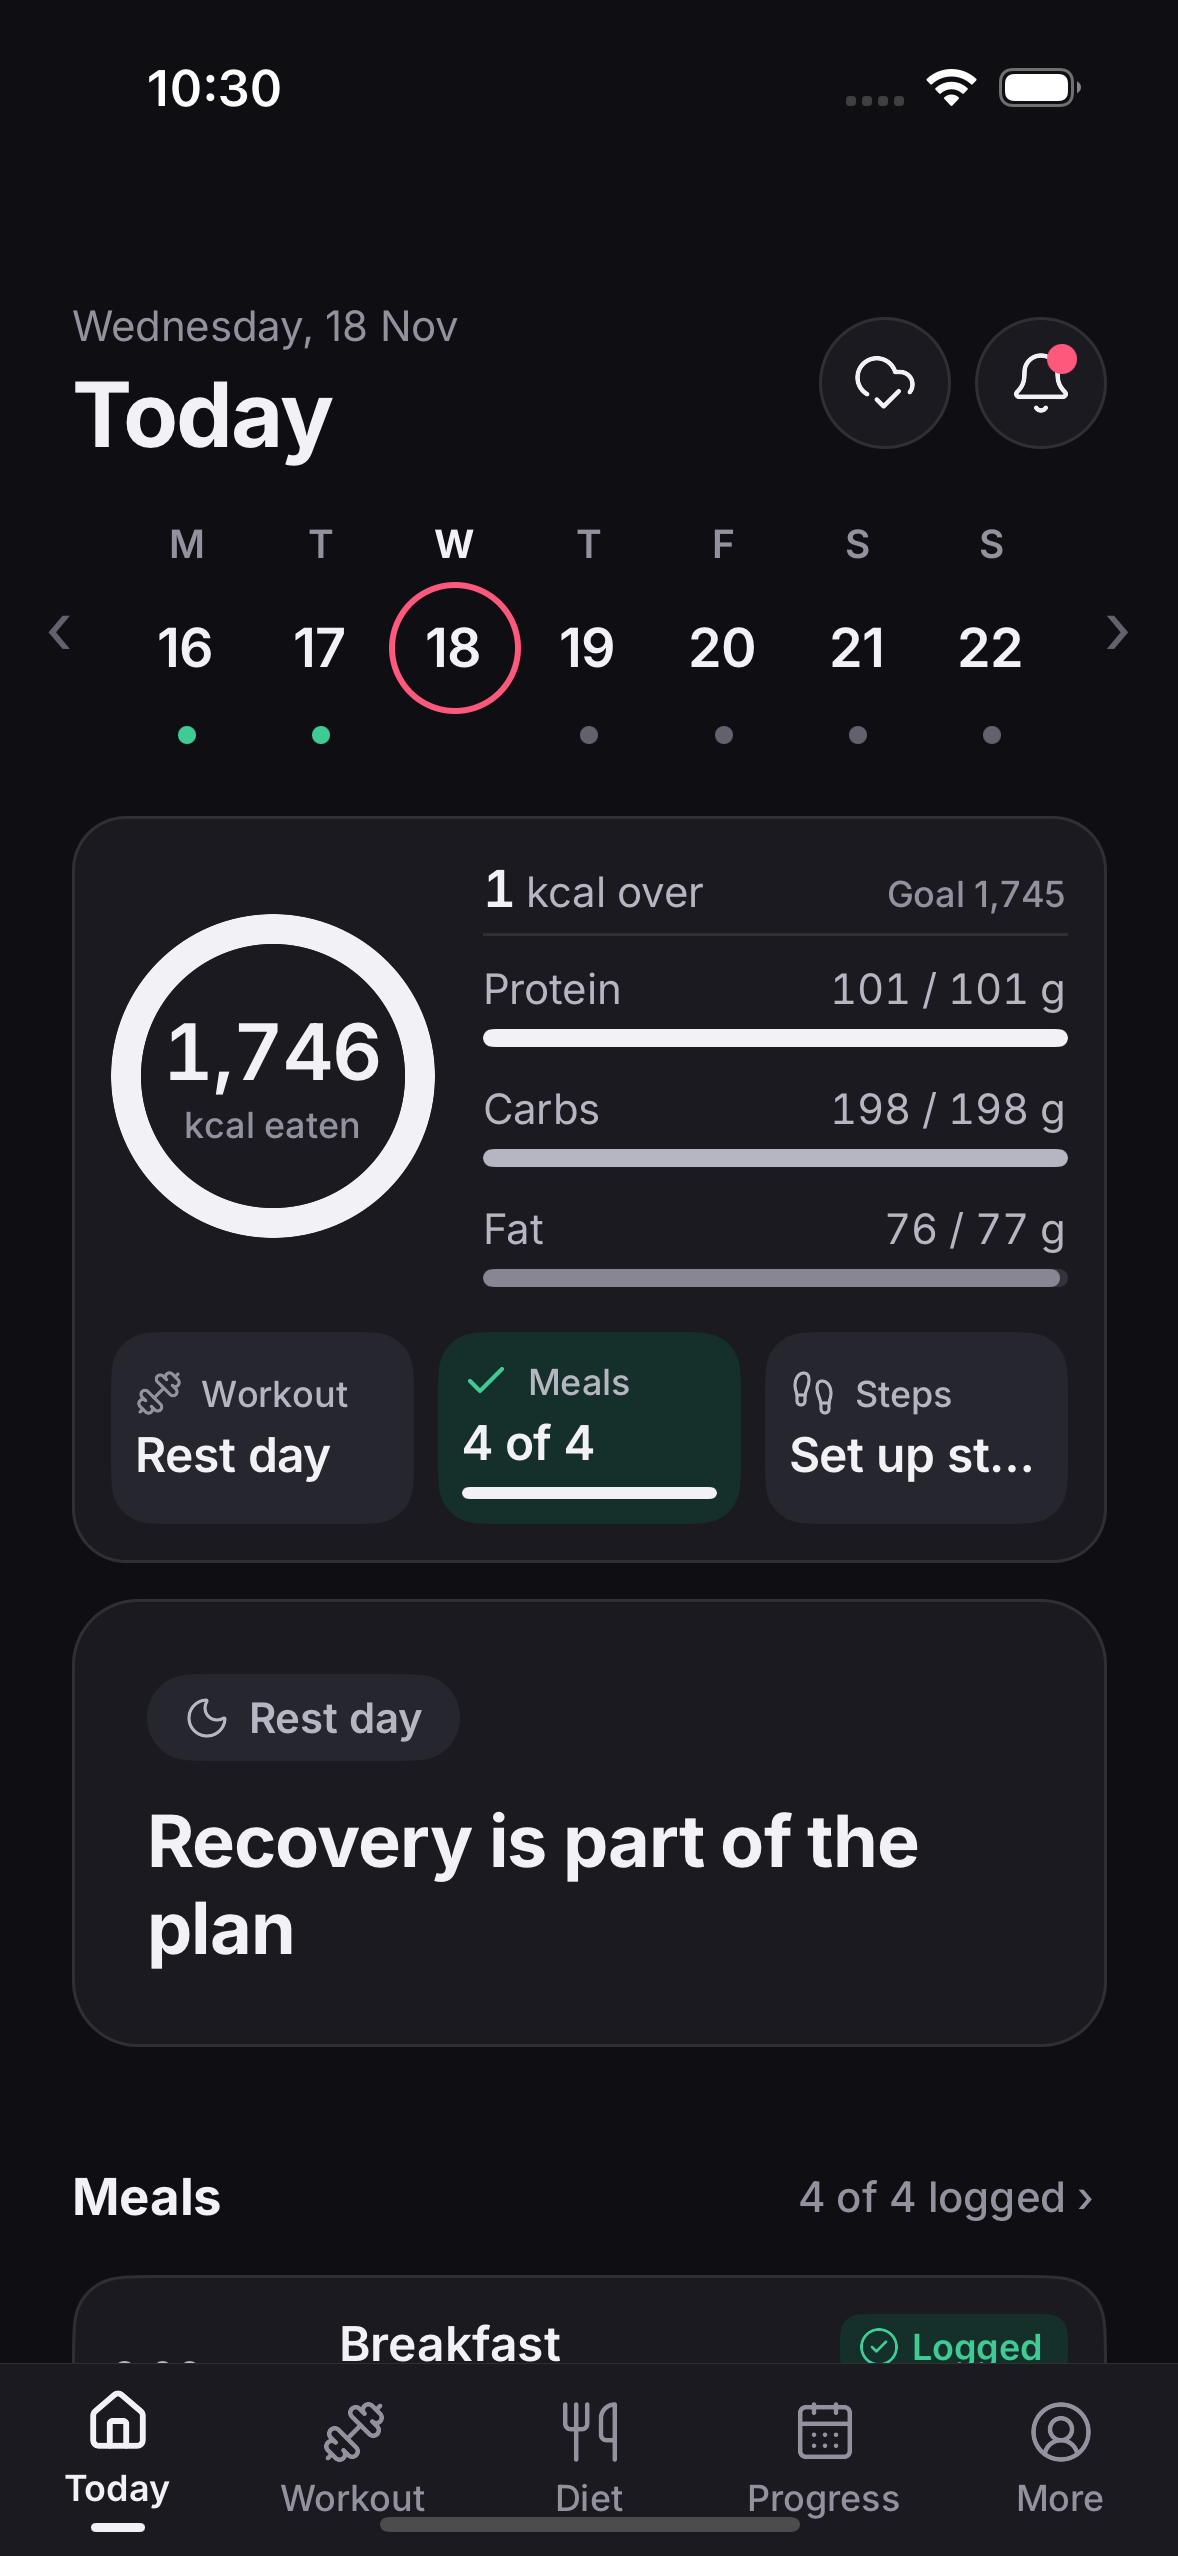 10:30
Wednesday, 18 Nov
Today
M T W T F S S
‹ 16 17 18 19 20 21 22 ›
1 kcal over Goal 1,745
1,746
kcal eaten
Protein 101 / 101 g
Carbs 198 / 198 g
Fat 76 / 77 g
Workout
Rest day
Meals
4 of 4
Steps
Set up st...
Rest day
Recovery is part of the
plan
Meals 4 of 4 logged ›
Breakfast Logged
Today Workout Diet Progress More